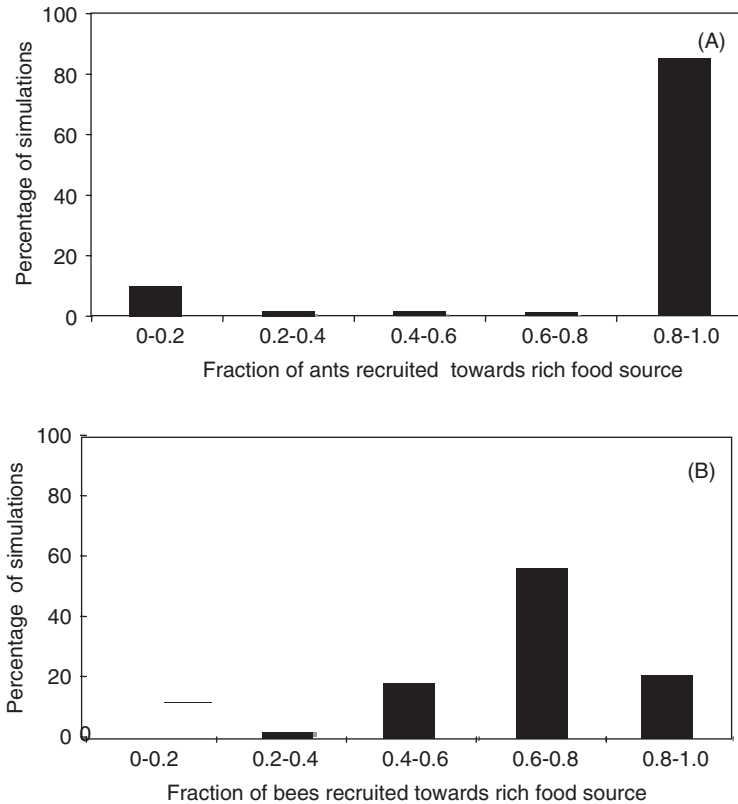 100
(A)
80
60
40
20
0
Percentage of simulations
0-0.2 0.2-0.4 0.4-0.6 0.6-0.8 0.8-1.0
Fraction of ants recruited towards rich food source
100
(B)
80
60
40
20
0 0
Percentage of simulations
0-0.2 0.2-0.4 0.4-0.6 0.6-0.8 0.8-1.0
Fraction of bees recruited towards rich food source